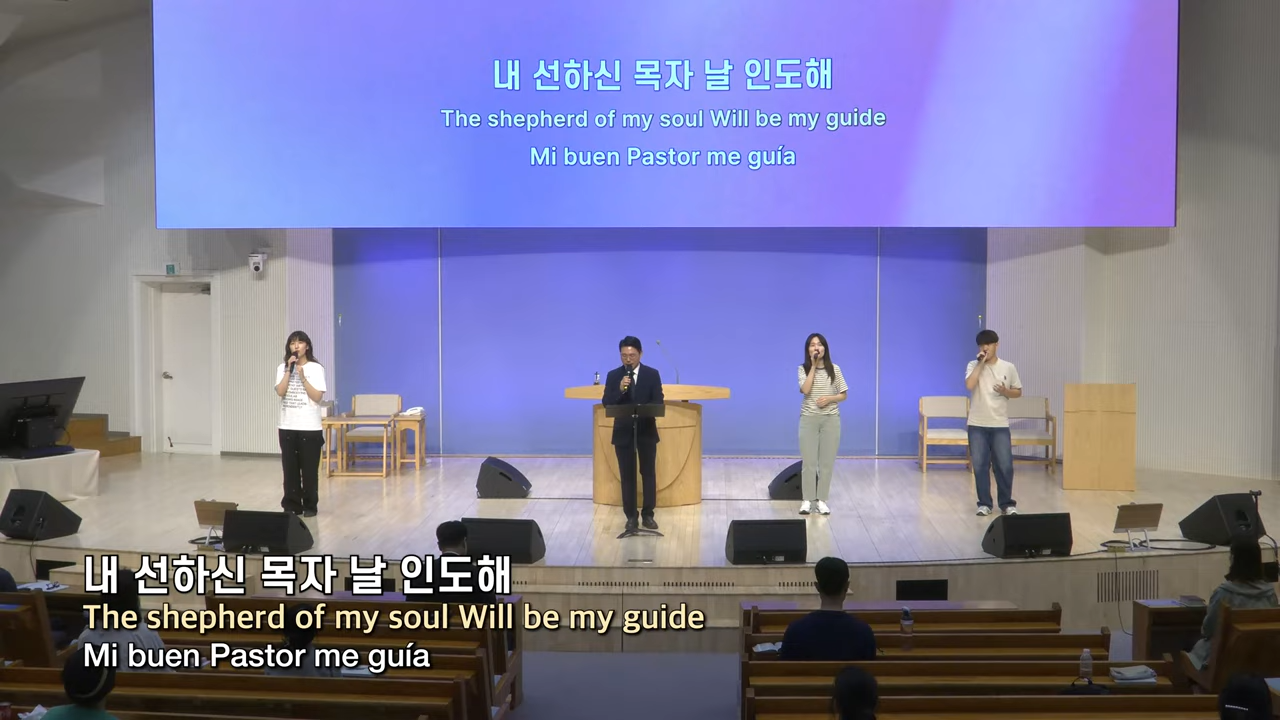 내 선하신 목자 날 인도해
The shepherd of my soul Will be my guide
Mi buen Pastor me guía
내 선하신 목자 날 인도해
The shepherd of my soul Will be my guide
Mi buen Pastor me guía